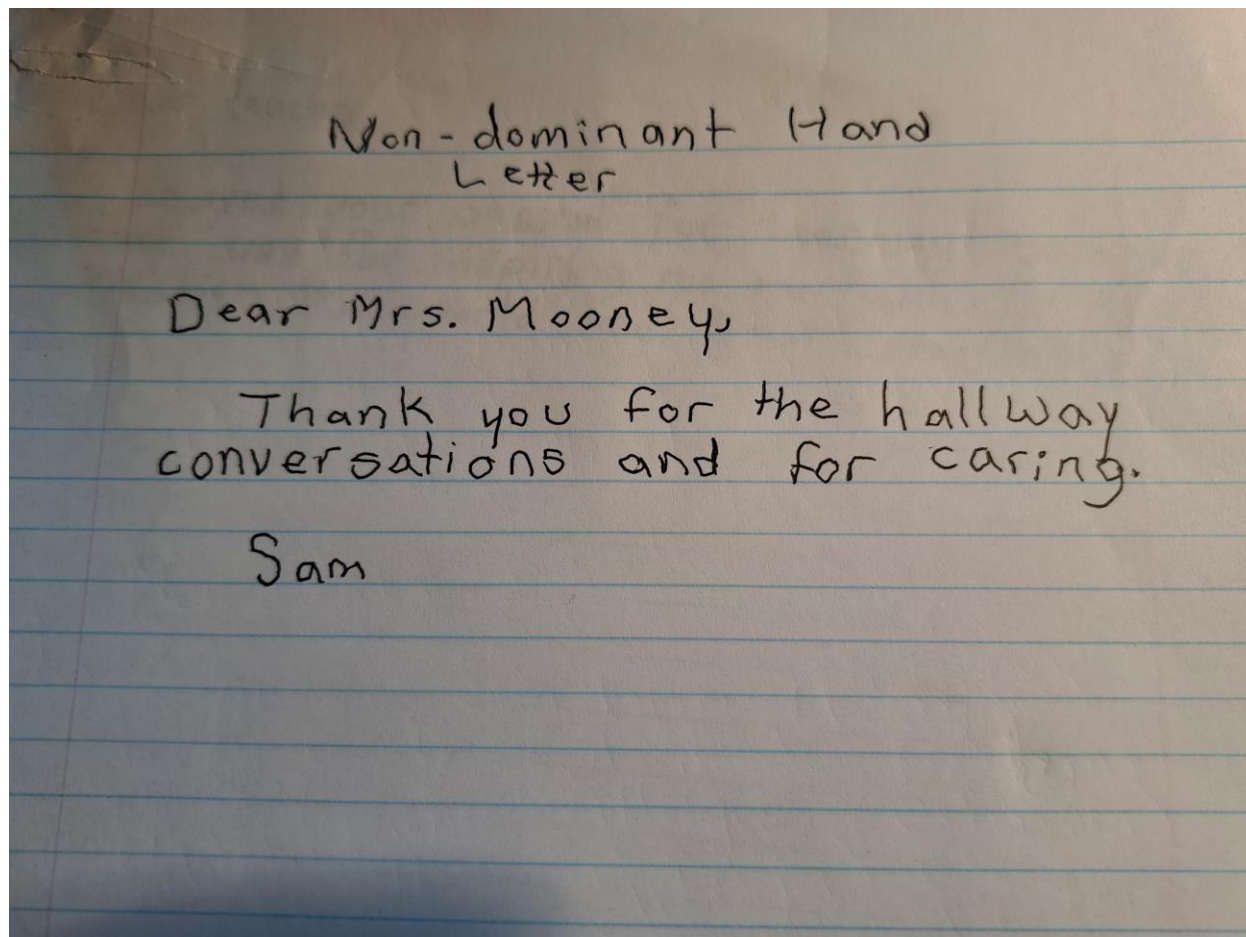 Non-dominant Hand
Letter
Dear Mrs. Mooney,
Thank you for the hallway
conversations and for caring.
Sam